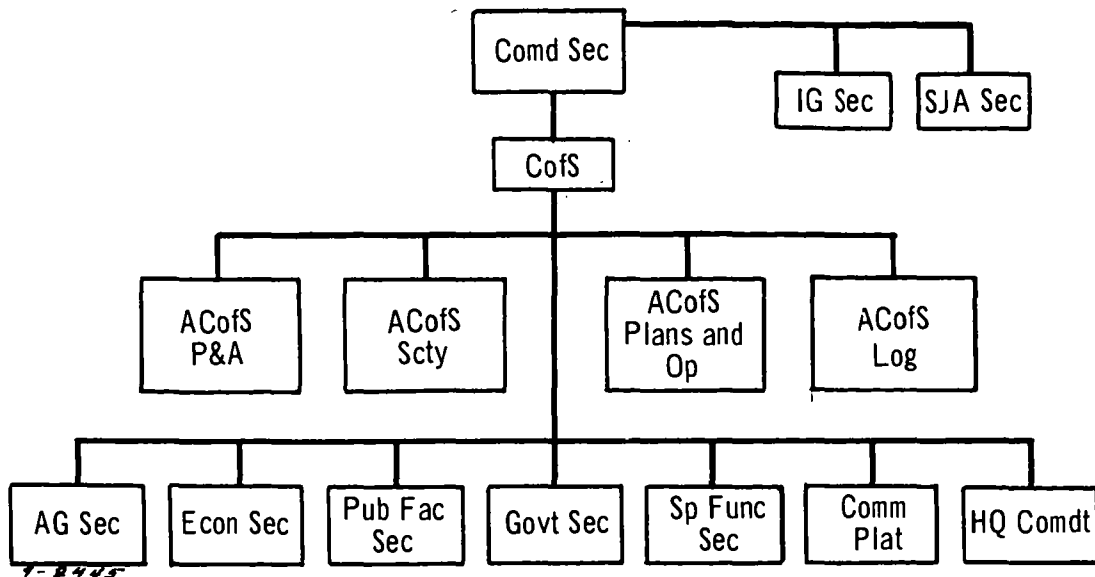 Comd Sec
IG Sec
SJA Sec
CofS
ACofS
P&A
ACofS
Scty
ACofS
Plans and
Op
ACofS
Log
AG Sec
Econ Sec
Pub Fac
Sec
Govt Sec
Sp Func
Sec
Comm
Plat
HQ Comdt